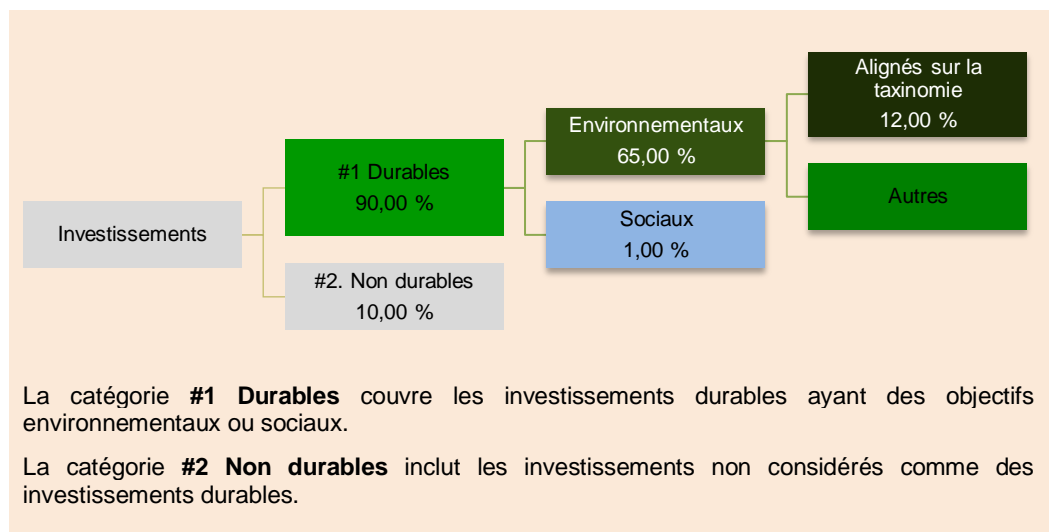 Investissements
#1 Durables
90,00 %
#2. Non durables
10,00 %
Environnementaux
65,00 %
Sociaux
1,00 %
Alignés sur la
taxinomie
12,00 %
Autres
La catégorie #1 Durables couvre les investissements durables ayant des objectifs
environnementaux ou sociaux.
La catégorie #2 Non durables inclut les investissements non considérés comme des
investissements durables.